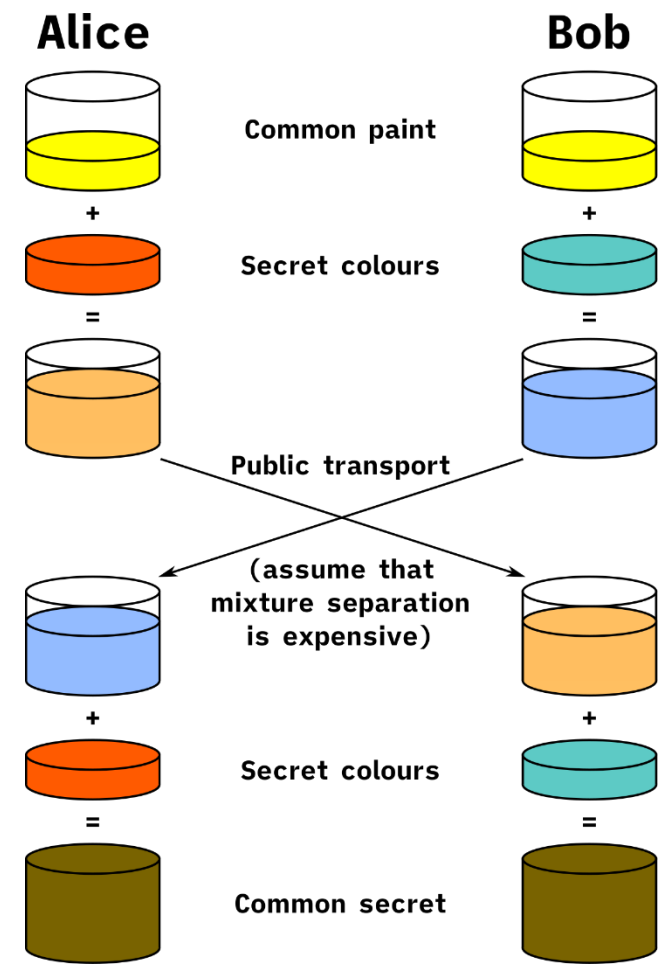 Alice
Bob
Common paint
+
+
Secret colours
=
=
Public transport
(assume that
mixture separation
is expensive)
+
+
Secret colours
=
=
Common secret